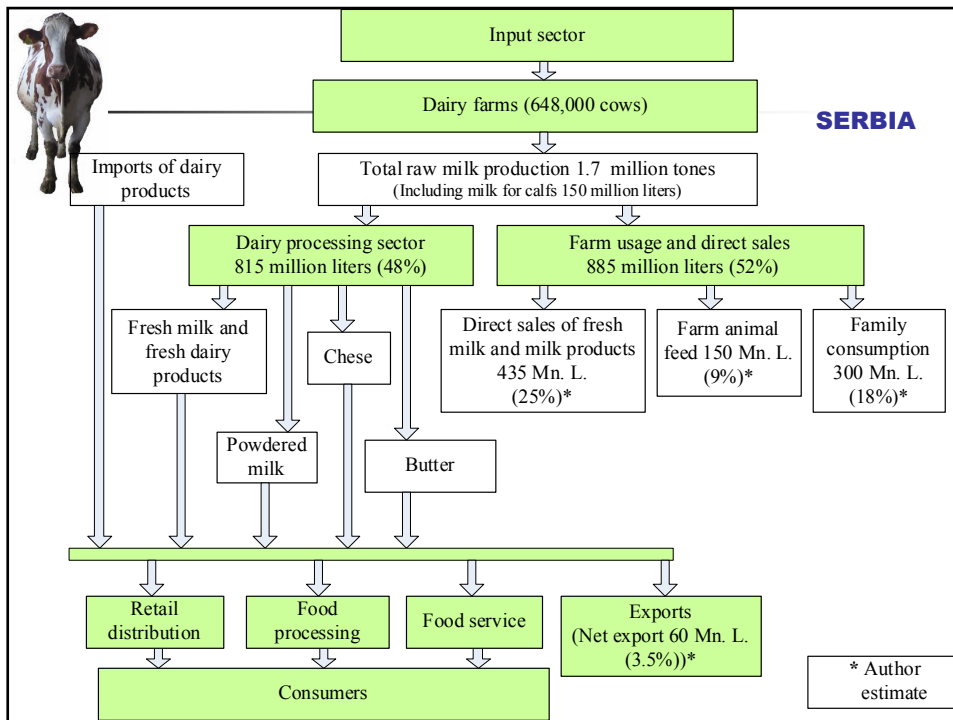 Input sector
Dairy farms (648,000 cows)
SERBIA
Imports of dairy
products
Total raw milk production 1.7 million tones
(Including milk for calfs 150 million liters)
Dairy processing sector
815 million liters (48%)
Farm usage and direct sales
885 million liters (52%)
Fresh milk and
fresh dairy
products
Chese
Direct sales of fresh
milk and milk products
435 Mn. L.
(25%)*
Farm animal
feed 150 Mn. L.
(9%)*
Family
consumption
300 Mn. L.
(18%)*
Powdered
milk
Butter
Retail
distribution
Food
processing
Food service
Exports
(Net export 60 Mn. L.
(3.5%))*
Consumers
* Author
estimate